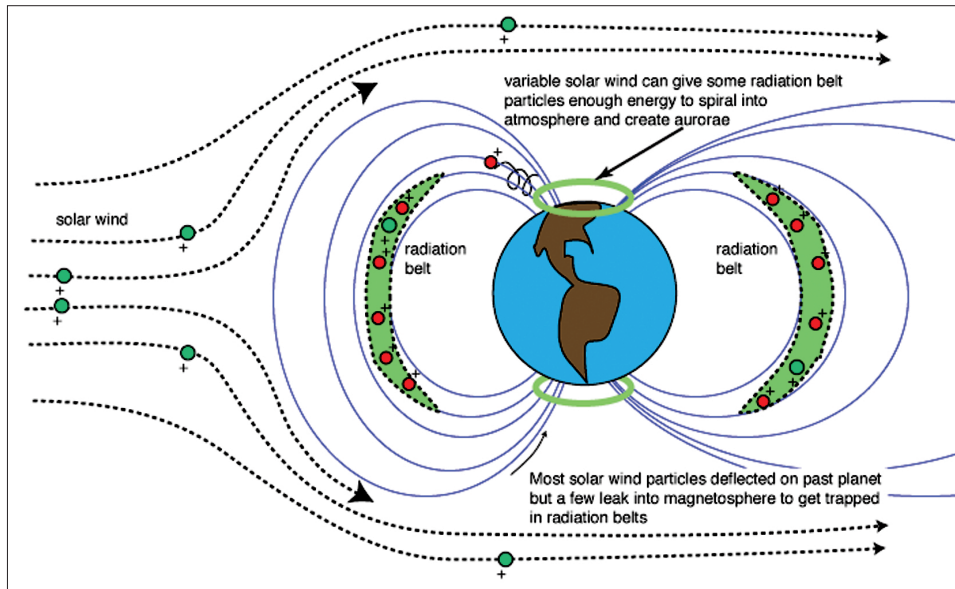 variable solar wind can give some radiation belt
particles enough energy to spiral into
atmosphere and create aurorae
solar wind
radiation
belt
radiation
belt
Most solar wind particles deflected on past planet
but a few leak into magnetosphere to get trapped
in radiation belts